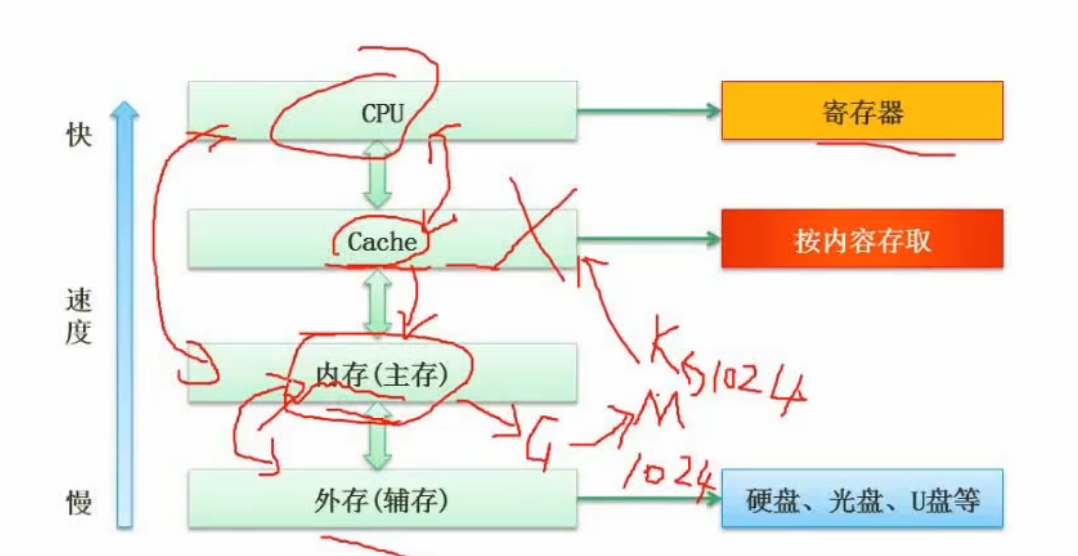 CPU
寄存器
快
Cache
按内容存取
速
度
K 1024
内存(主存)
M
G
1024
慢
外存(辅存)
硬盘、光盘、U盘等